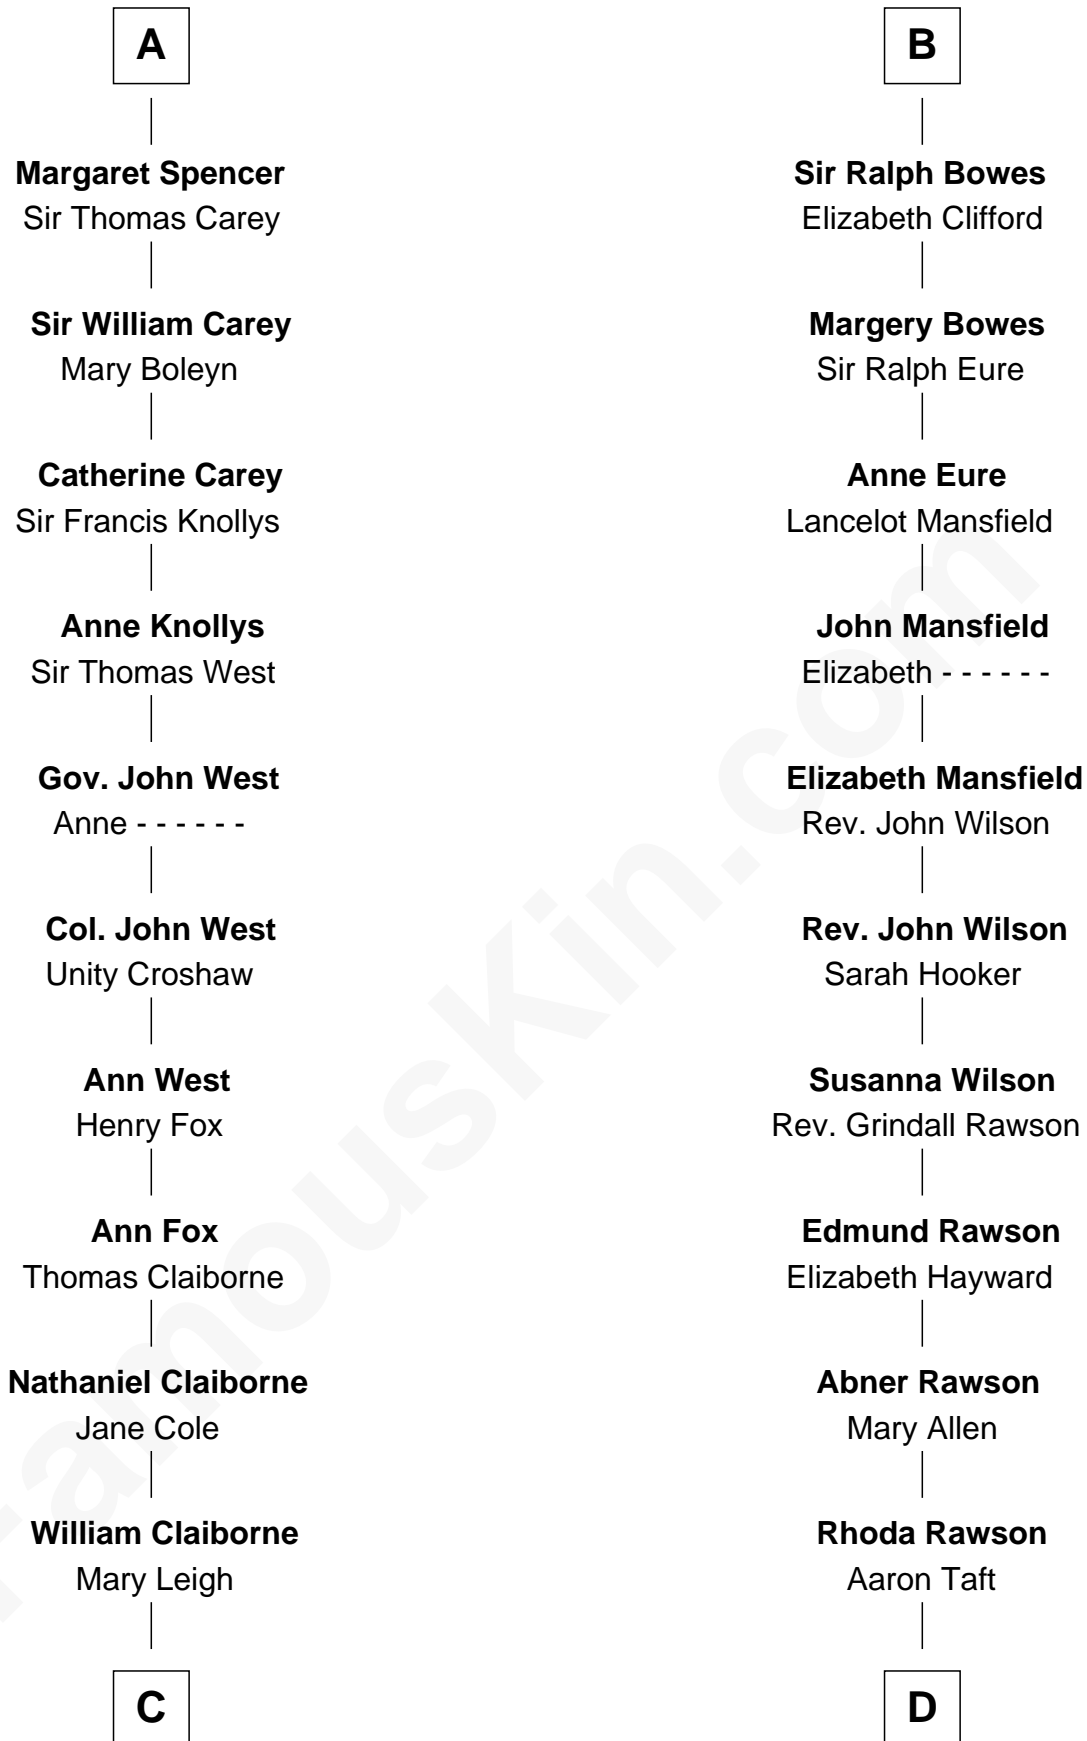 A
Margaret Spencer
Sir Thomas Carey
Sir William Carey
Mary Boleyn
Catherine Carey
Sir Francis Knollys
Anne Knollys
Sir Thomas West
Gov. John West
Anne - - - - - -
Col. John West
Unity Croshaw
Ann West
Henry Fox
Ann Fox
Thomas Claiborne
Nathaniel Claiborne
Jane Cole
William Claiborne
Mary Leigh
C
B
Sir Ralph Bowes
Elizabeth Clifford
Margery Bowes
Sir Ralph Eure
Anne Eure
Lancelot Mansfield
John Mansfield
Elizabeth - - - - - -
Elizabeth Mansfield
Rev. John Wilson
Rev. John Wilson
Sarah Hooker
Susanna Wilson
Rev. Grindall Rawson
Edmund Rawson
Elizabeth Hayward
Abner Rawson
Mary Allen
Rhoda Rawson
Aaron Taft
D
FamousKin.com